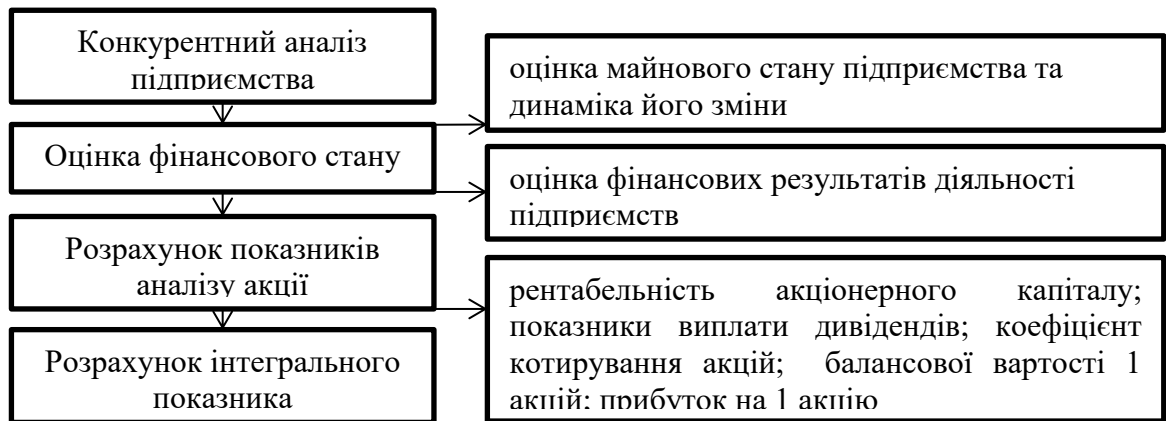 Конкурентний аналіз
підприємства
Оцінка фінансового стану
Розрахунок показників
аналізу акції
Розрахунок інтегрального
показника
оцінка майнового стану підприємства та
динаміка його зміни
оцінка фінансових результатів діяльності
підприємств
рентабельність акціонерного капіталу;
показники виплати дивідендів; коефіцієнт
котирування акцій; балансової вартості 1
акцій; прибуток на 1 акцію